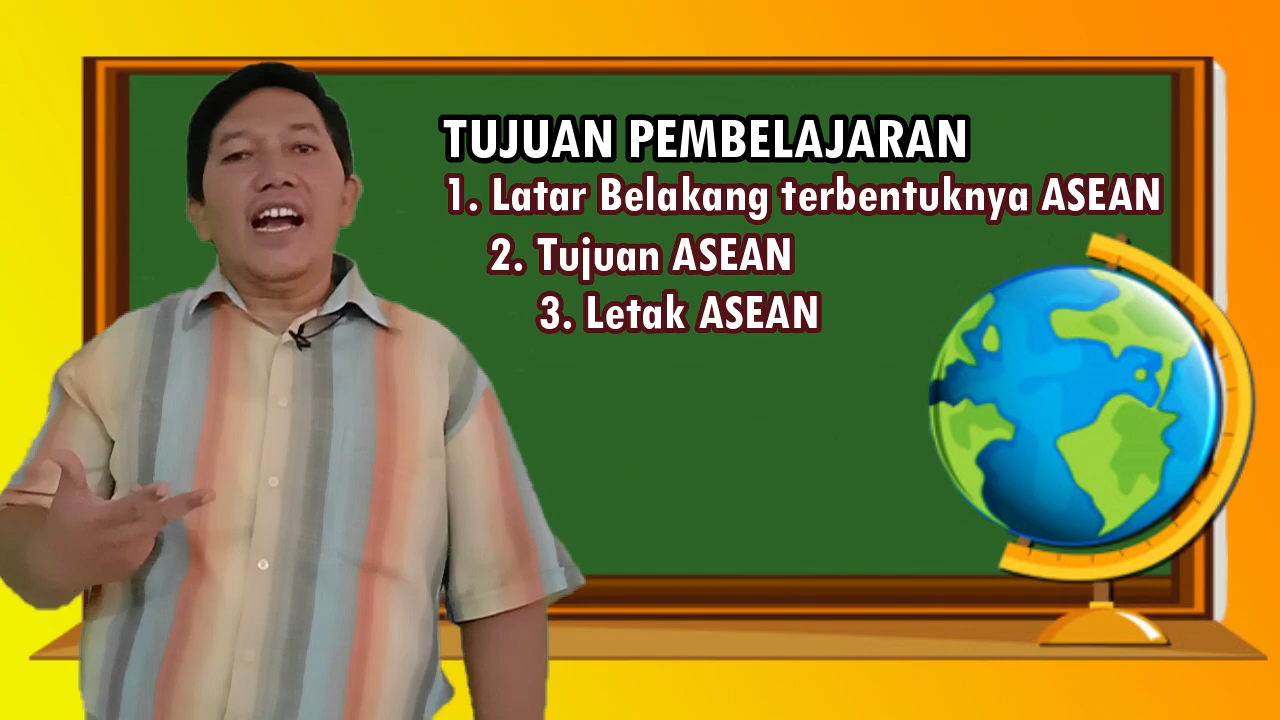 TUJUAN PEMBELAJARAN
1. Latar Belakang terbentuknya ASEAN
2. Tujuan ASEAN
3. Letak ASEAN